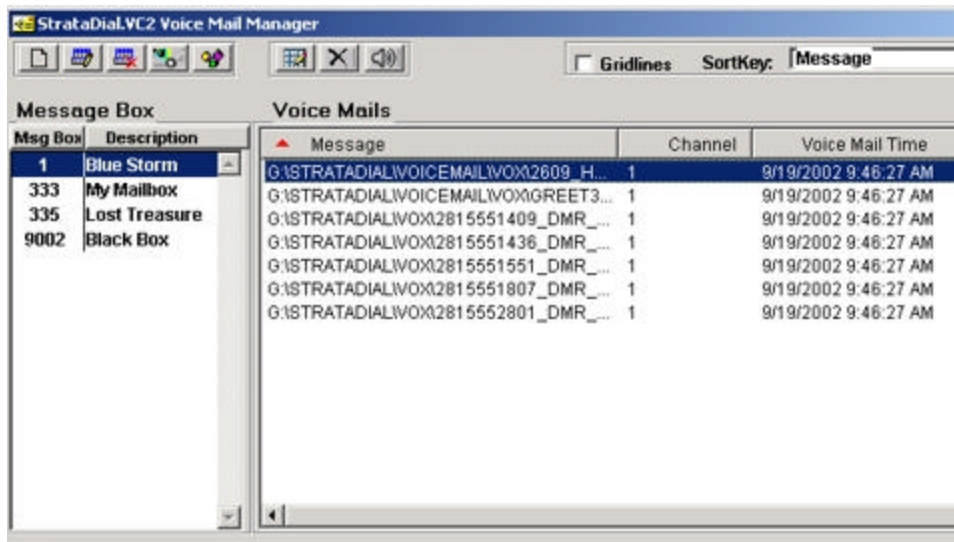 StrataDial.VC2 Voice Mail Manager
Gridlines SortKey: Message
Message Box Voice Mails
Msg Box Description Message Channel Voice Mail Time
1 Blue Storm G:\STRATADIAL\VOICEMAIL\VOX\2609_H... 1 9/19/2002 9:46:27 AM
333 My Mailbox G:\STRATADIAL\VOICEMAIL\VOX\GREET3... 1 9/19/2002 9:46:27 AM
335 Lost Treasure G:\STRATADIAL\VOX\2815551409_DMR_... 1 9/19/2002 9:46:27 AM
9002 Black Box G:\STRATADIAL\VOX\2815551436_DMR_... 1 9/19/2002 9:46:27 AM
G:\STRATADIAL\VOX\2815551551_DMR_... 1 9/19/2002 9:46:27 AM
G:\STRATADIAL\VOX\2815551807_DMR_... 1 9/19/2002 9:46:27 AM
G:\STRATADIAL\VOX\2815552801_DMR_... 1 9/19/2002 9:46:27 AM